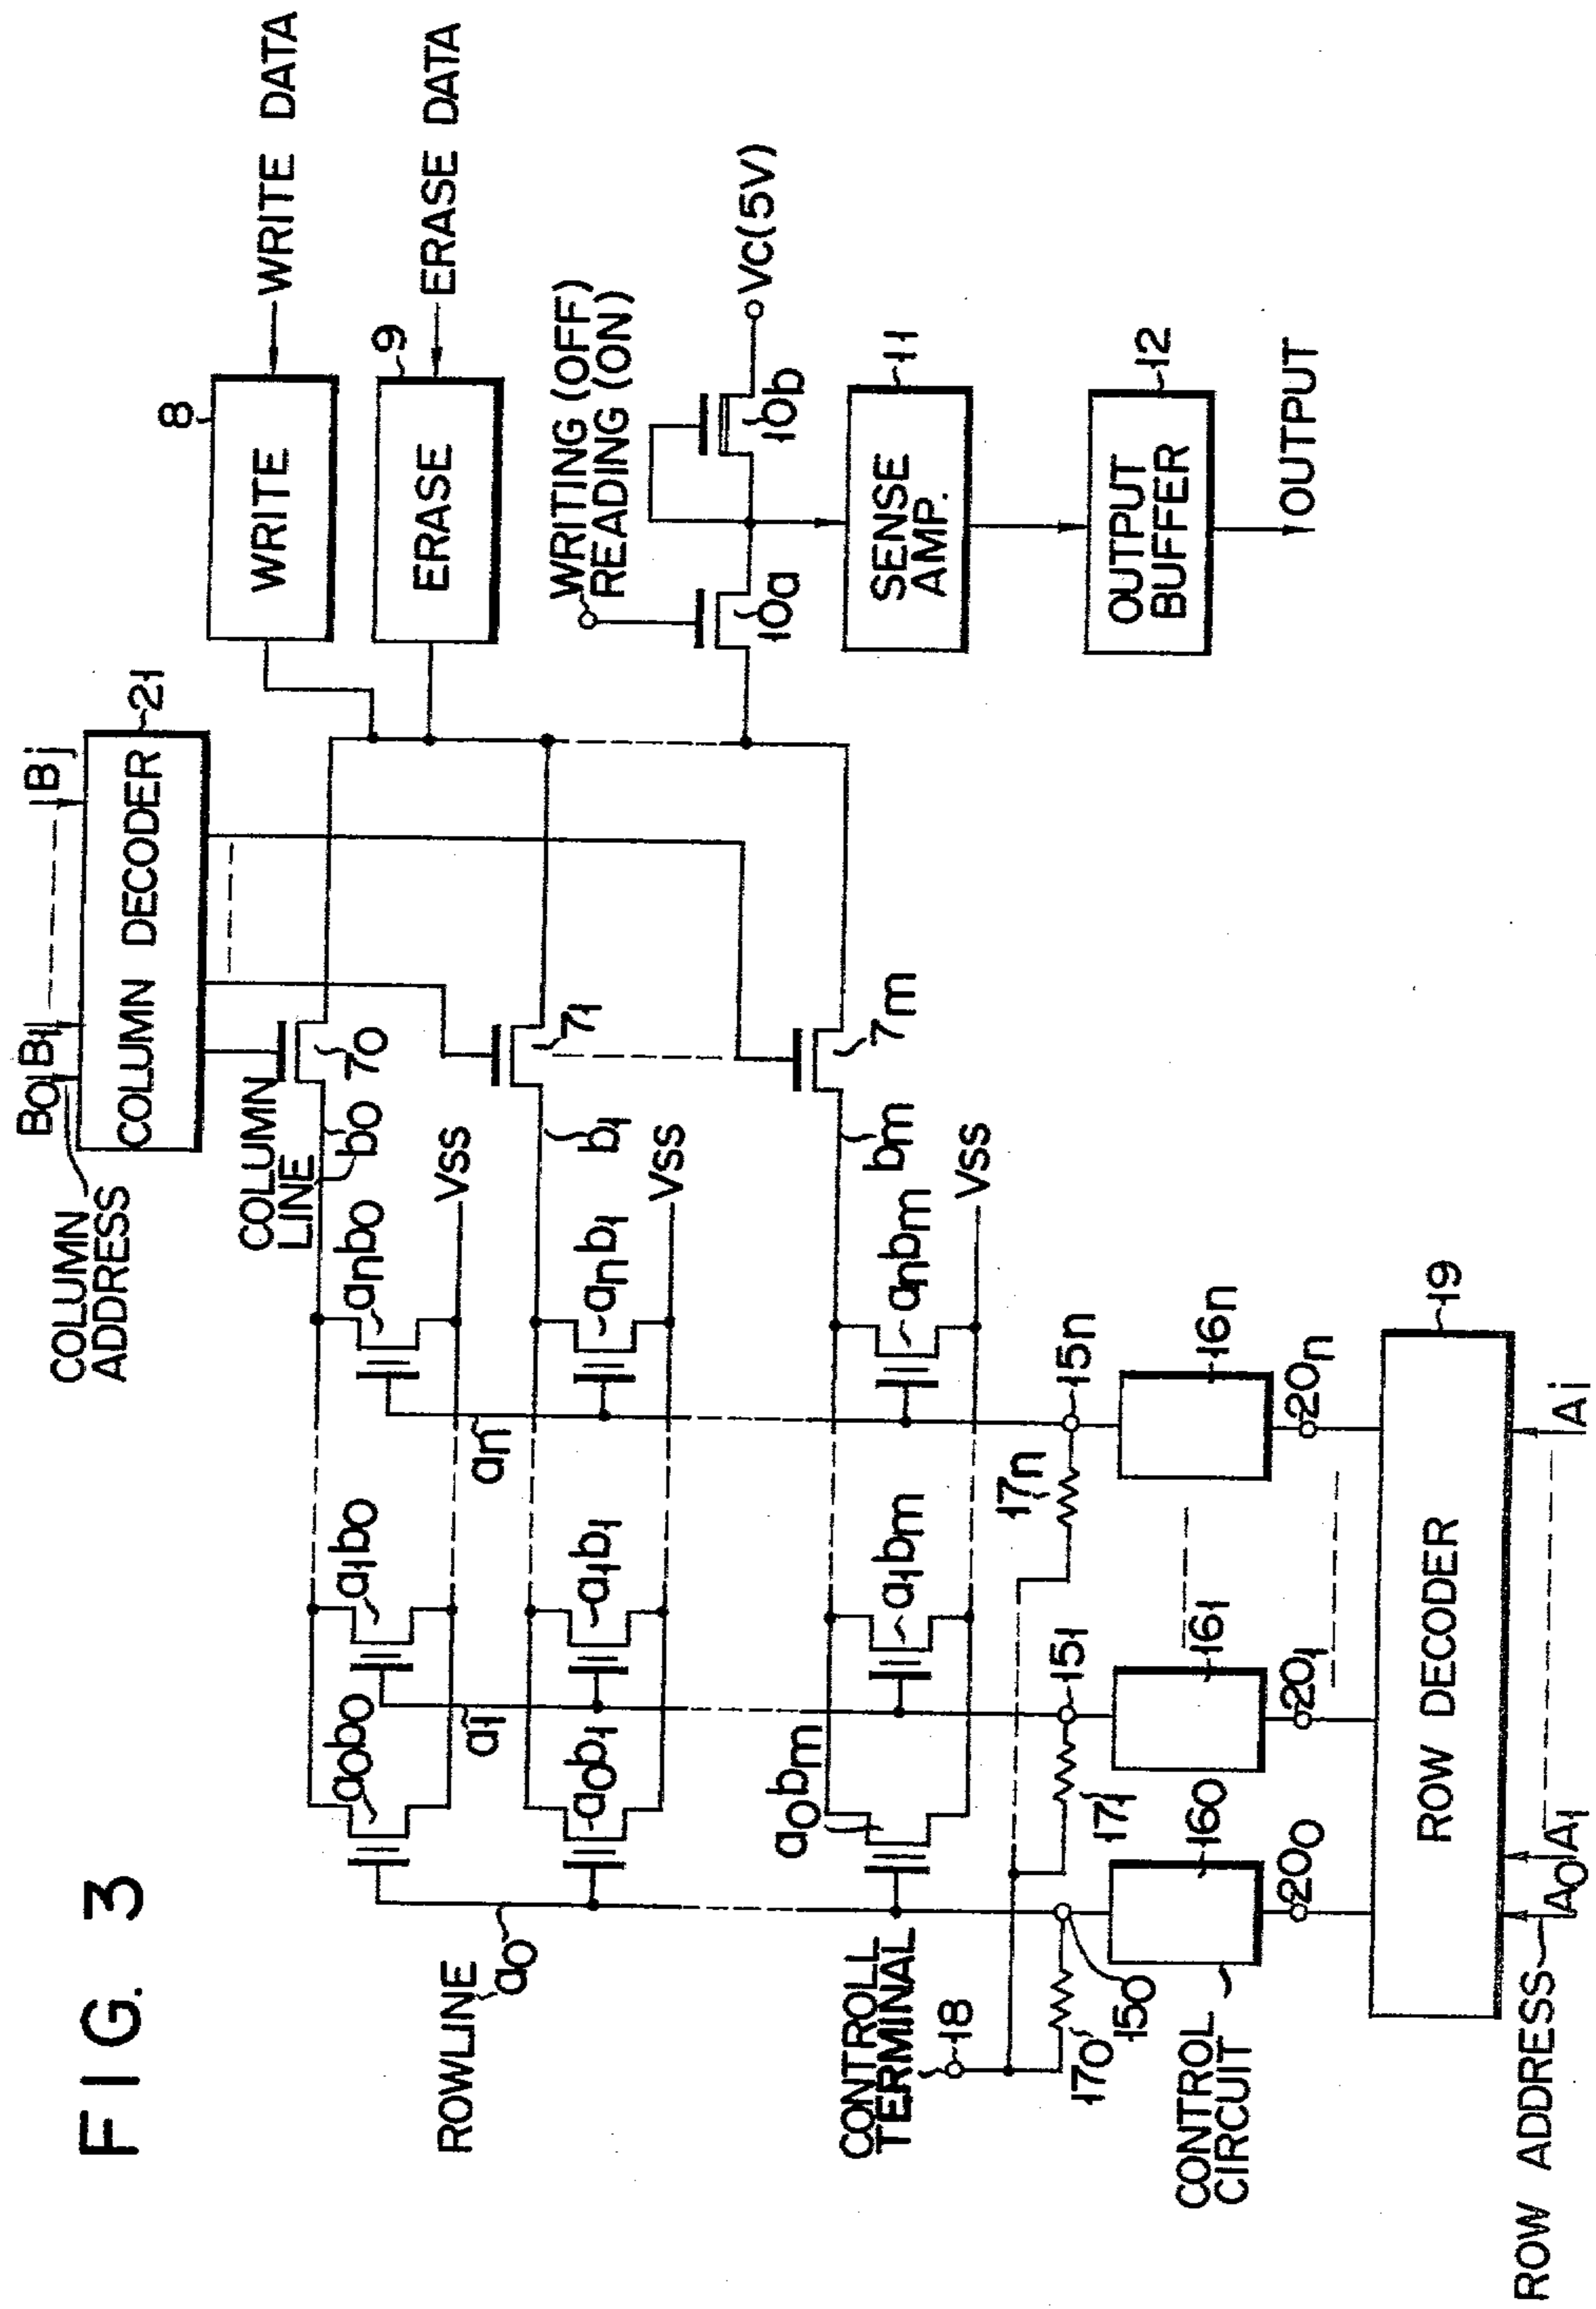 FIG. 3
COLUMN
ADDRESS
B0 B1 Bj
COLUMN DECODER
21
8
WRITE
WRITE DATA
9
ERASE
ERASE DATA
COLUMN
LINE
b0
70
ROWLINE
a0
a0b0
a1b0
anb0
VSS
a1
an
a0b1
a1b1
anb1
b1
71
VSS
WRITING (OFF)
READING (ON)
10a
10b
VC(5V)
a0bm
a1bm
anbm
bm
7m
VSS
SENSE
AMP.
11
CONTROLL
TERMINAL
18
170
150
171
151
17n
15n
OUTPUT
BUFFER
12
OUTPUT
CONTROL
CIRCUIT
160
161
16n
200
201
20n
ROW DECODER
19
ROW ADDRESS
A0 A1 Ai